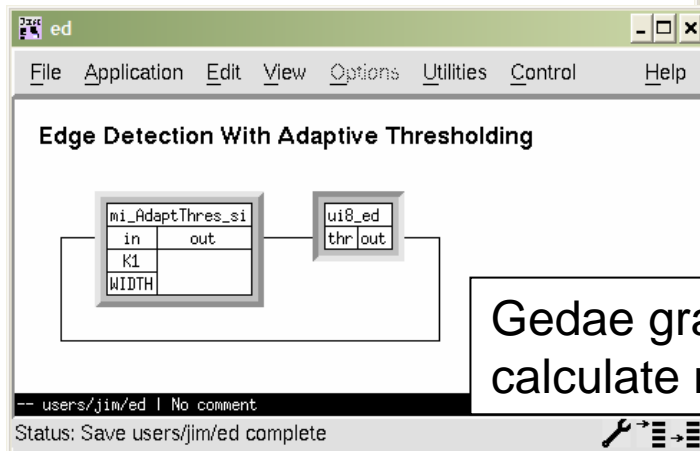 ed
File Application Edit View Options Utilities Control Help
Edge Detection With Adaptive Thresholding
mi_AdaptThres_si
in out
K1
WIDTH
ui8_ed
thr out
Gedae
calculate
-- users/jim/ed | No comment
Status: Save users/jim/ed complete